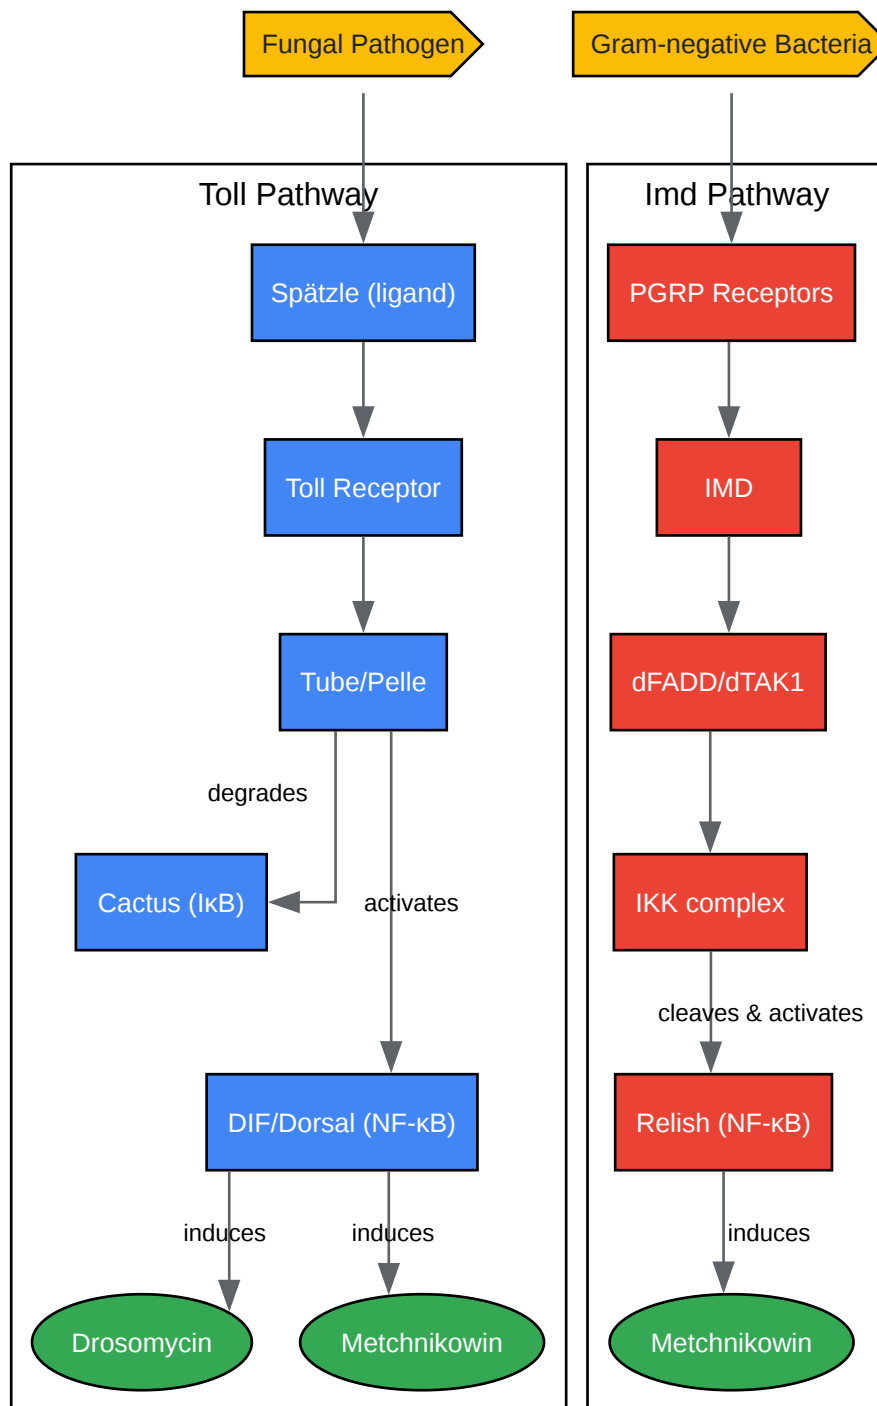 Fungal Pathogen
Gram-negative Bacteria
Toll Pathway
Imd Pathway
Spätzle (ligand)
PGRP Receptors
Toll Receptor
IMD
Tube/Pelle
dFADD/dTAK1
degrades
Cactus (IκB)
activates
IKK complex
cleaves & activates
DIF/Dorsal (NF-κB)
Relish (NF-κB)
induces
induces
induces
Drosomycin
Metchnikowin
Metchnikowin